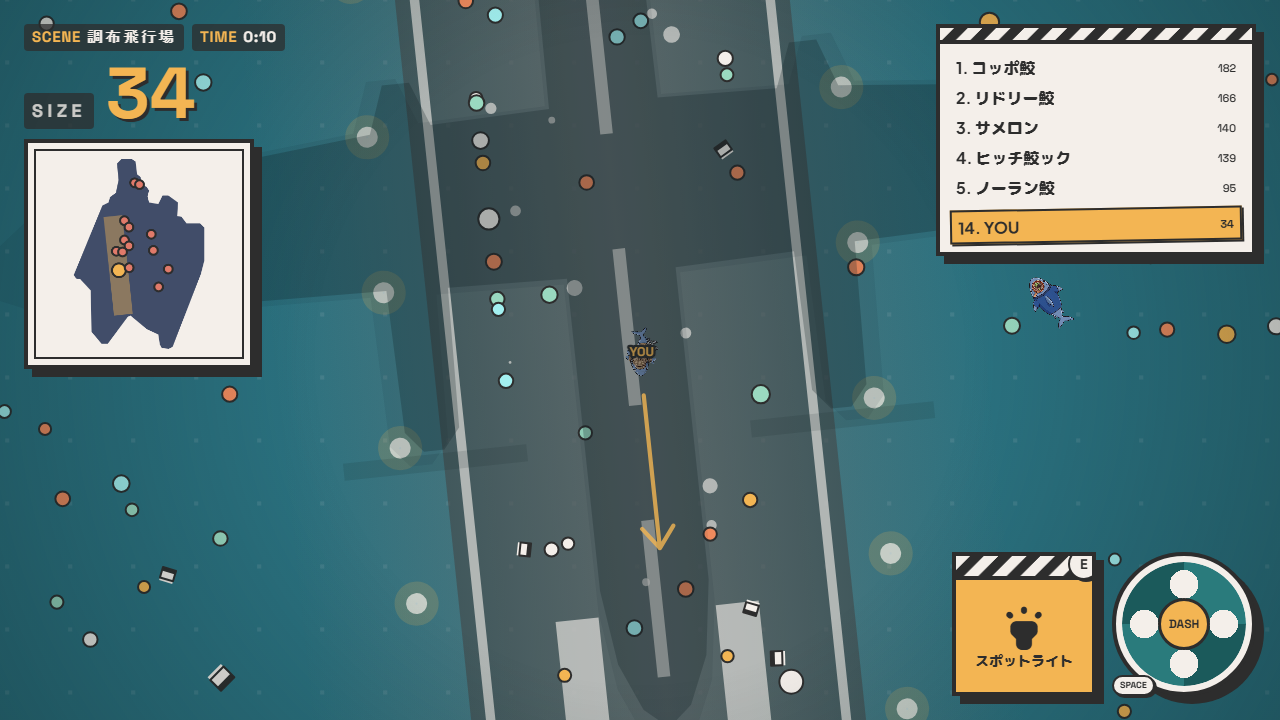 SCENE 調布飛行場 TIME 0:10
SIZE 34
1. コッポ鮫 182
2. リドリー鮫 166
3. サメロン 140
4. ヒッチ鮫ック 139
5. ノーラン鮫 95
14. YOU 34
YOU
E
スポットライト
DASH
SPACE